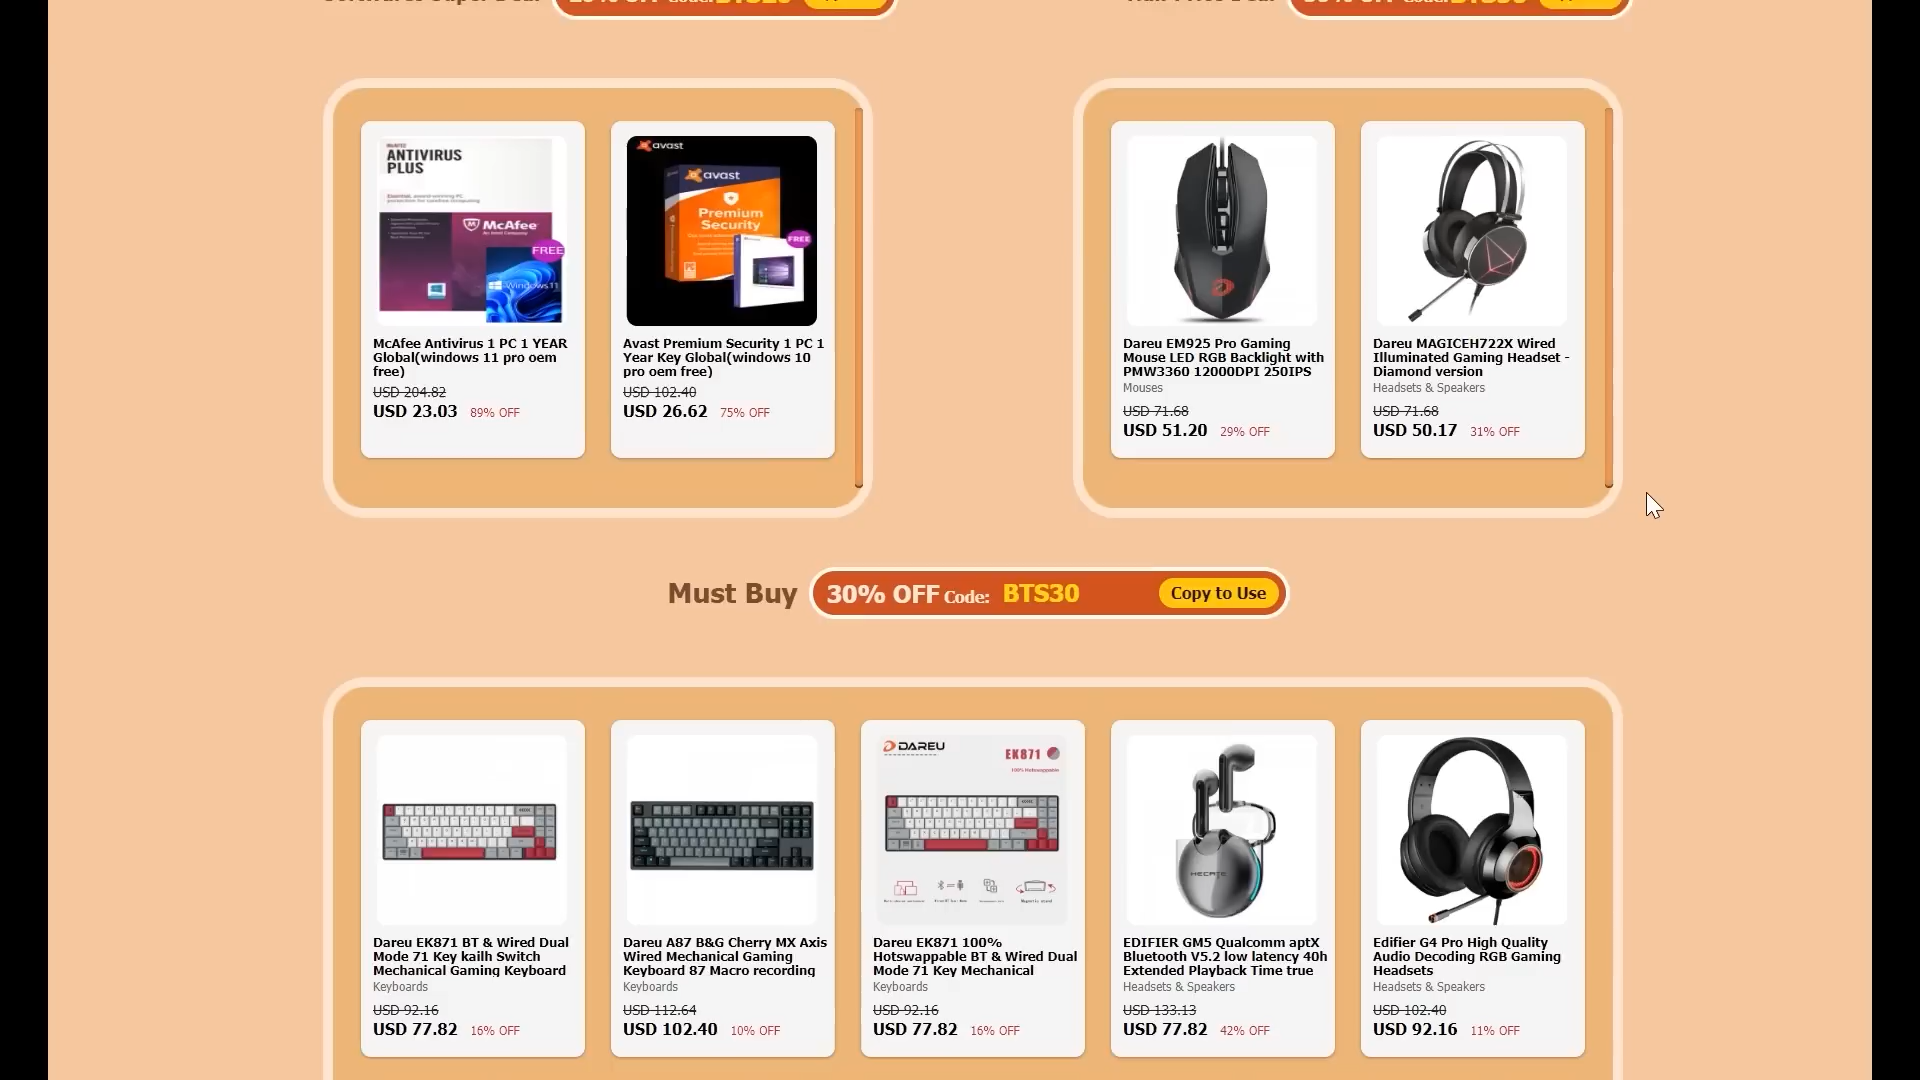 McAfee
ANTIVIRUS
PLUS
McAfee
FREE
Windows 11
McAfee Antivirus 1 PC 1 YEAR
Global(windows 11 pro oem
free)
USD 204.82
USD 23.03 89% OFF
avast
avast
Premium
Security
FREE
Avast Premium Security 1 PC 1
Year Key Global(windows 10
pro oem free)
USD 102.40
USD 26.62 75% OFF
Dareu EM925 Pro Gaming
Mouse LED RGB Backlight with
PMW3360 12000DPI 250IPS
Mouses
USD 71.68
USD 51.20 29% OFF
Dareu MAGICEH722X Wired
Illuminated Gaming Headset -
Diamond version
Headsets & Speakers
USD 71.68
USD 50.17 31% OFF
Must Buy 30% OFF Code: BTS30 Copy to Use
Dareu EK871 BT & Wired Dual
Mode 71 Key kailh Switch
Mechanical Gaming Keyboard
Keyboards
USD 92.16
USD 77.82 16% OFF
Dareu A87 B&G Cherry MX Axis
Wired Mechanical Gaming
Keyboard 87 Macro recording
Keyboards
USD 112.64
USD 102.40 10% OFF
DAREU
EK871
100% Hotswappable
Dareu EK871 100%
Hotswappable BT & Wired Dual
Mode 71 Key Mechanical
Keyboards
USD 92.16
USD 77.82 16% OFF
HECATE
EDIFIER GM5 Qualcomm aptX
Bluetooth V5.2 low latency 40h
Extended Playback Time true
Headsets & Speakers
USD 133.13
USD 77.82 42% OFF
Edifier G4 Pro High Quality
Audio Decoding RGB Gaming
Headsets
Headsets & Speakers
USD 102.40
USD 92.16 11% OFF